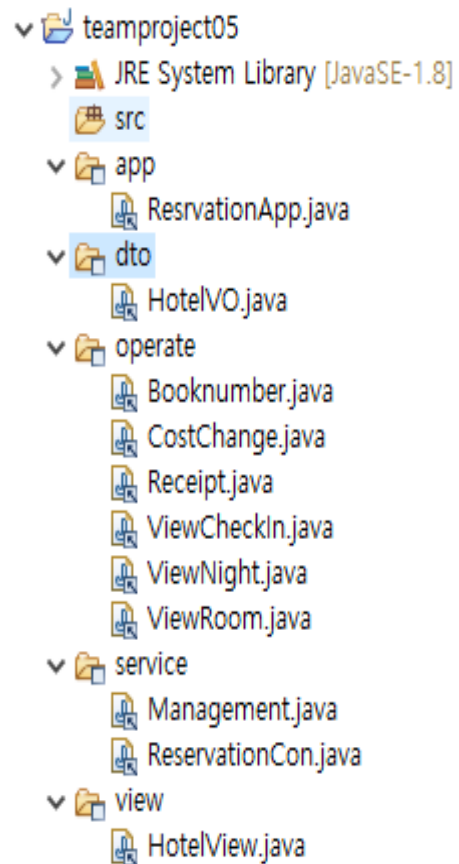 teamproject05
JRE System Library [JavaSE-1.8]
src
app
ResrvationApp.java
dto
HotelVO.java
operate
Booknumber.java
CostChange.java
Receipt.java
ViewCheckIn.java
ViewNight.java
ViewRoom.java
service
Management.java
ReservationCon.java
view
HotelView.java